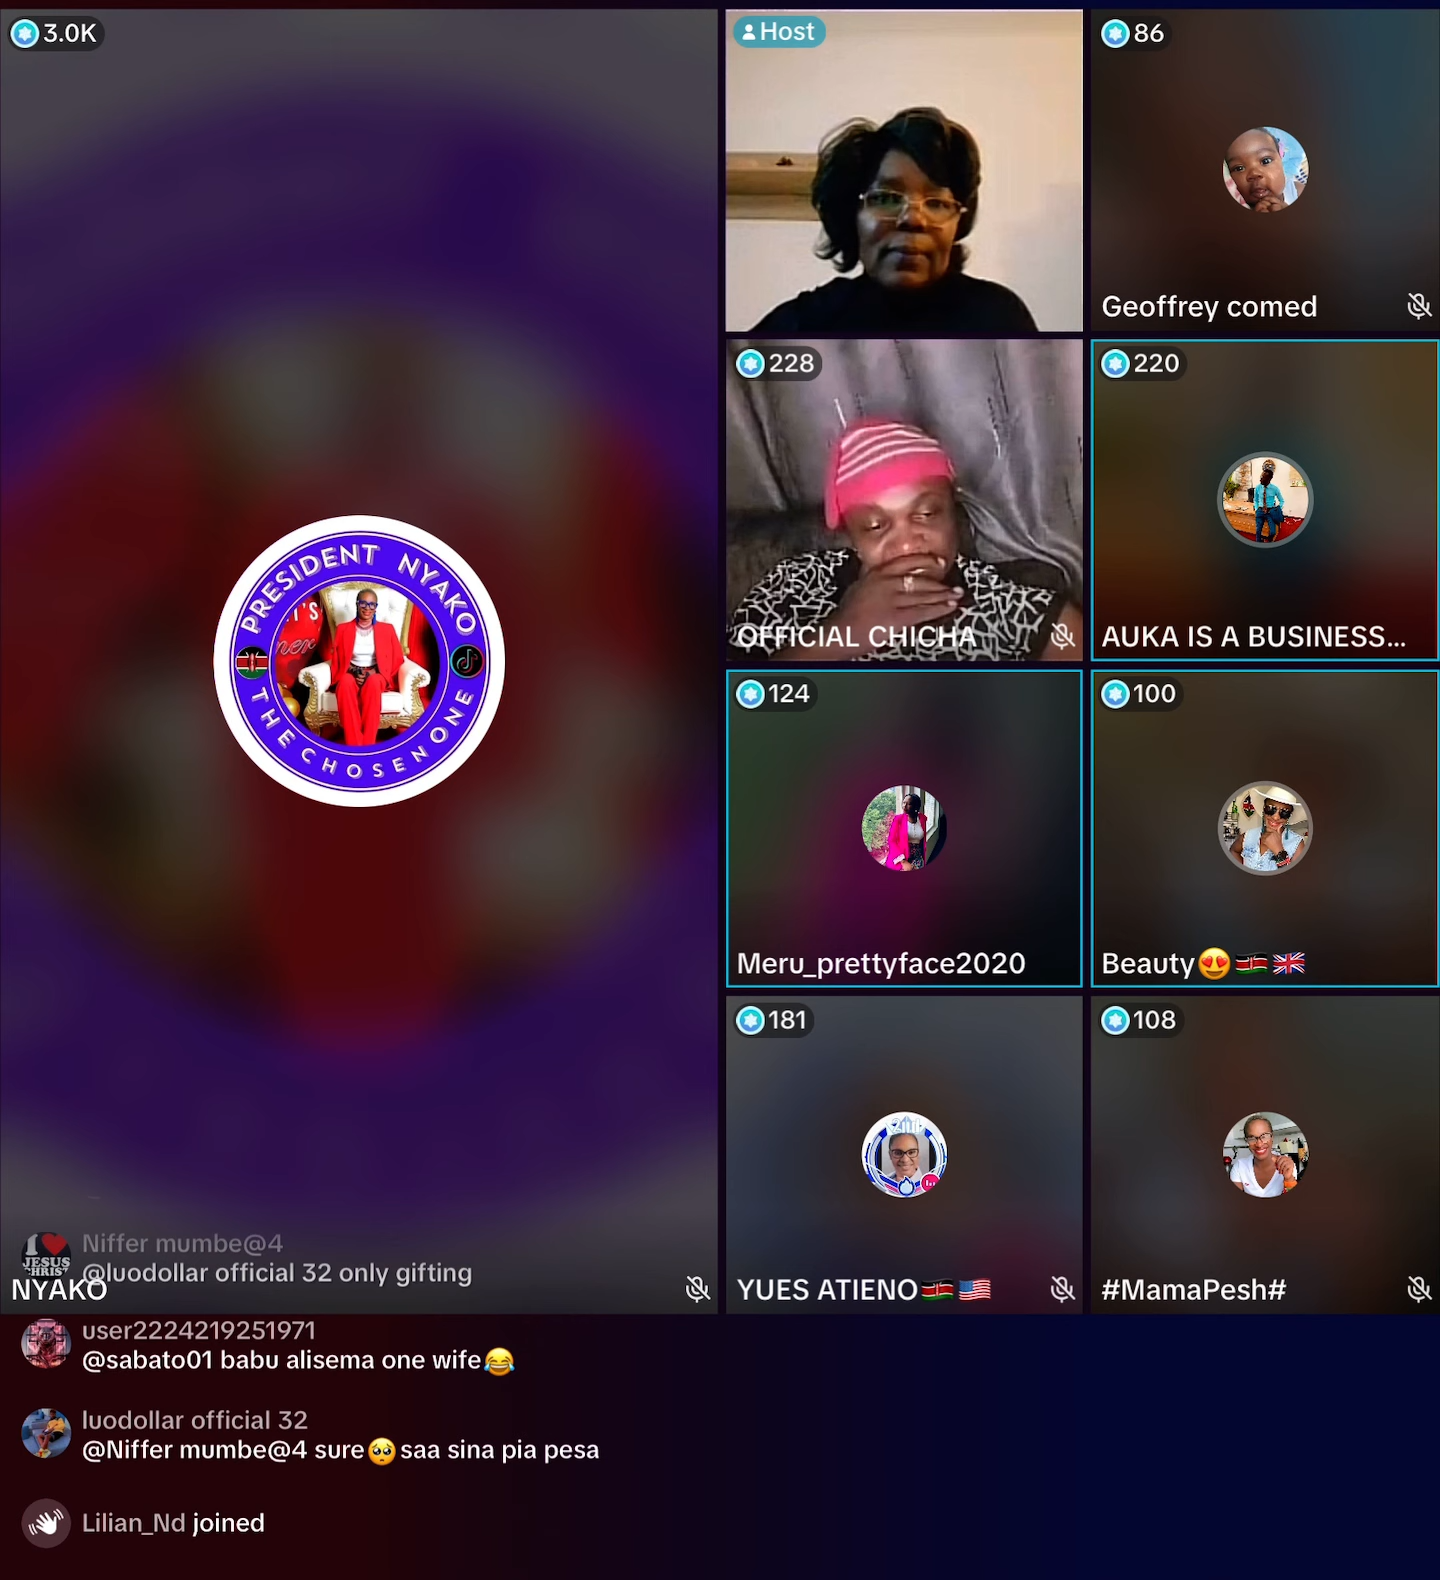 3.0K
PRESIDENT NYAKO
THE CHOSEN ONE
NYAKO
Host
86
Geoffrey comed
228
OFFICIAL CHICHA
220
AUKA IS A BUSINESS...
124
Meru_prettyface2020
100
Beauty😍🇰🇪🇬🇧
181
YUES ATIENO🇰🇪🇺🇸
108
#MamaPesh#
I ❤ JESUS CHRIST
Niffer mumbe@4
@luodollar official 32 only gifting
user2224219251971
@sabato01 babu alisema one wife😂
luodollar official 32
@Niffer mumbe@4 sure🥺saa sina pia pesa
Lilian_Nd joined